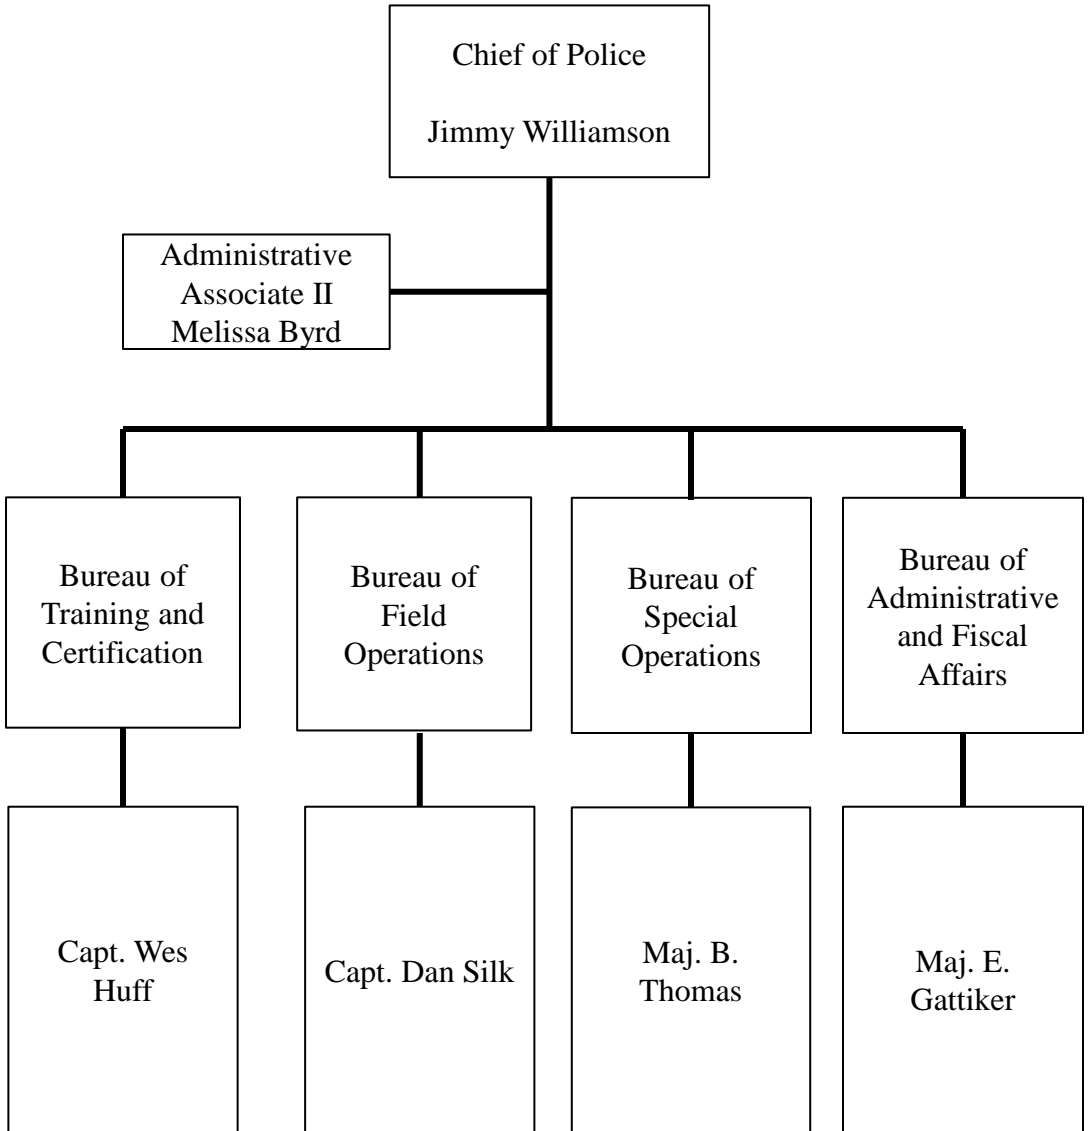 Chief of Police
Jimmy Williamson
Administrative
Associate II
Melissa Byrd
Bureau of
Training and
Certification
Bureau of
Field
Operations
Bureau of
Special
Operations
Bureau of
Administrative
and Fiscal
Affairs
Capt. Wes
Huff
Capt. Dan Silk
Maj. B.
Thomas
Maj. E.
Gattiker